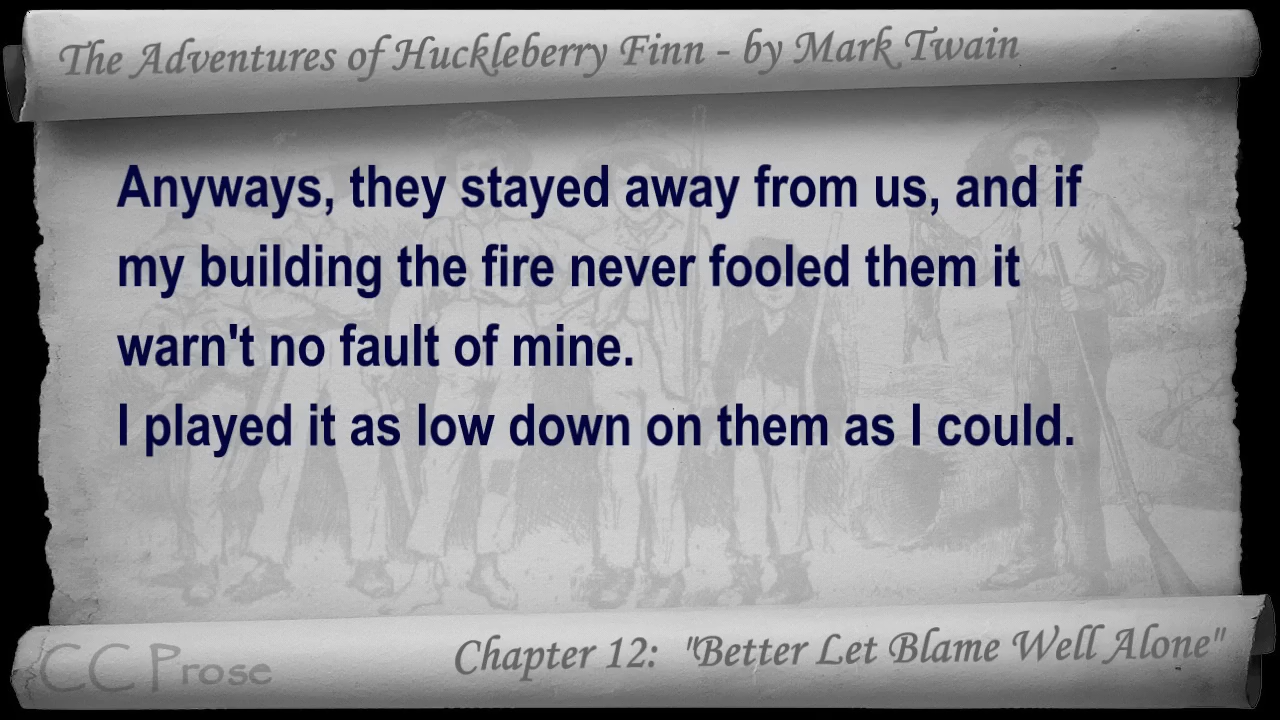 The Adventures of Huckleberry Finn - by Mark Twain
Anyways, they stayed away from us, and if
my building the fire never fooled them it
warn't no fault of mine.
I played it as low down on them as I could.
CC Prose
Chapter 12: "Better Let Blame Well Alone"